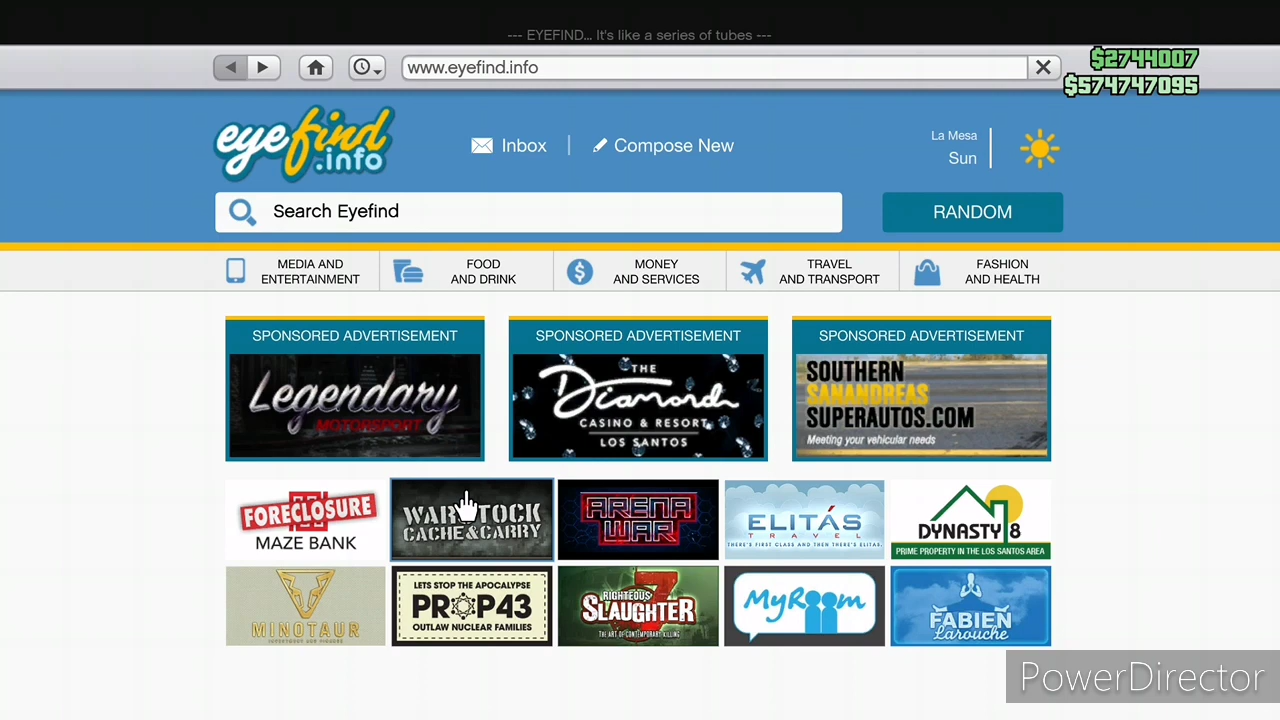 --- EYEFIND... It's like a series of tubes ---
www.eyefind.info
$2744007
$574747095
eyefind
.info
Inbox
Compose New
La Mesa
Sun
Search Eyefind
RANDOM
MEDIA AND
ENTERTAINMENT
FOOD
AND DRINK
MONEY
AND SERVICES
TRAVEL
AND TRANSPORT
FASHION
AND HEALTH
SPONSORED ADVERTISEMENT
Legendary
MOTORSPORT
SPONSORED ADVERTISEMENT
THE
Diamond
CASINO & RESORT
LOS SANTOS
SPONSORED ADVERTISEMENT
SOUTHERN
SANANDREAS
SUPERAUTOS.COM
Meeting your vehicular needs
FORECLOSURE
MAZE BANK
WARSTOCK
CACHE&CARRY
ARENA
WAR
ELITÁS
TRAVEL
THERE'S FIRST CLASS AND THEN THERE'S ELITAS.
DYNASTY 8
PRIME PROPERTY IN THE LOS SANTOS AREA
MINOTAUR
LETS STOP THE APOCALYPSE
PROP43
OUTLAW NUCLEAR FAMILIES
RIGHTEOUS
SLAUGHTER
7
THE ART OF CONTEMPORARY KILLING
MyRoom
FABIEN
Larouche
PowerDirector